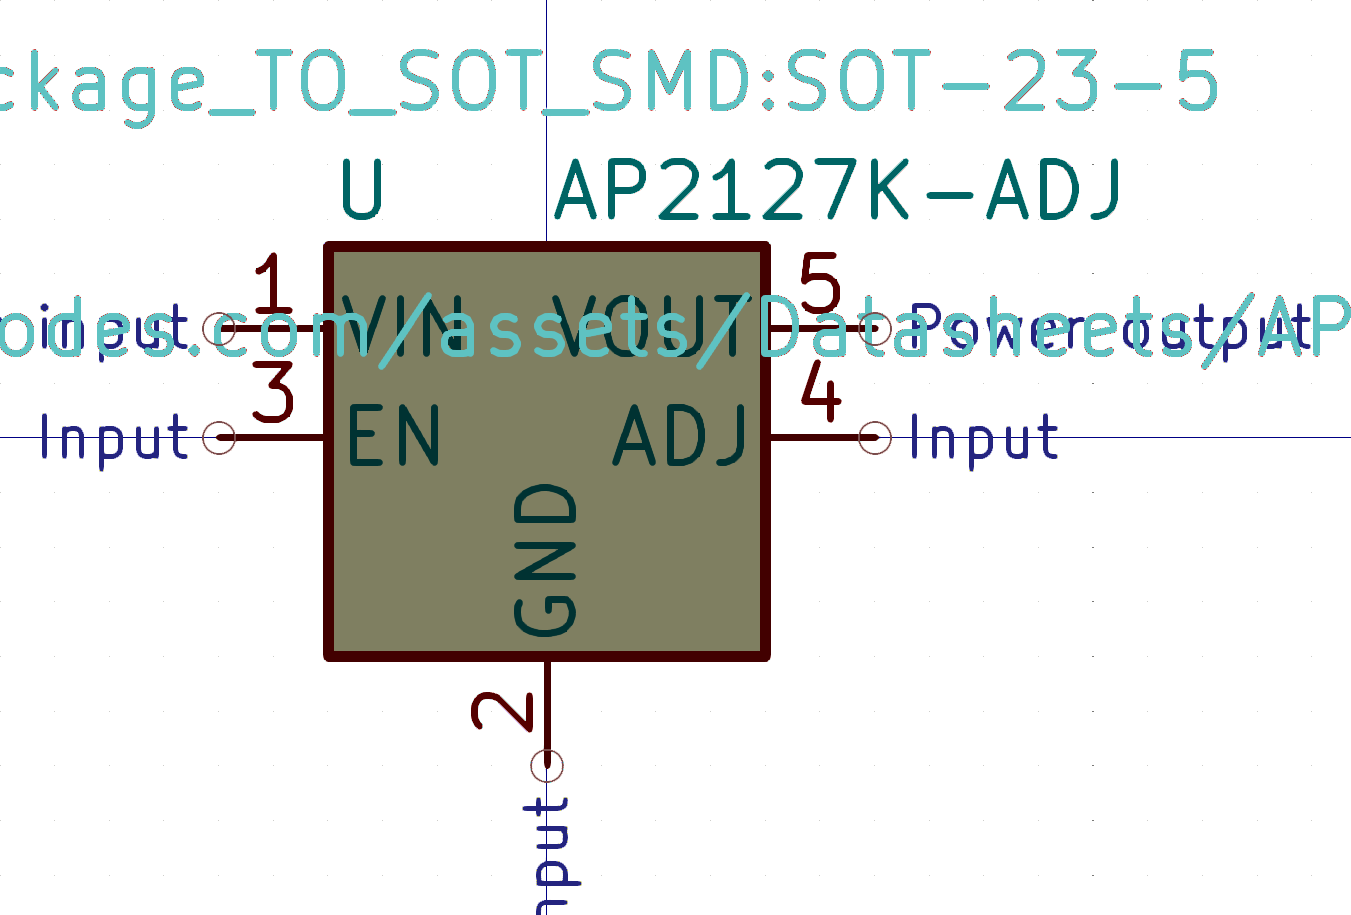 ckage_TO_SOT_SMD:SOT-23-5
U AP2127K-ADJ
1 5
input VIN VOUT Power output
odes.com/assets/Datasheets/AP
3 4
Input EN ADJ Input
GND
2
nput